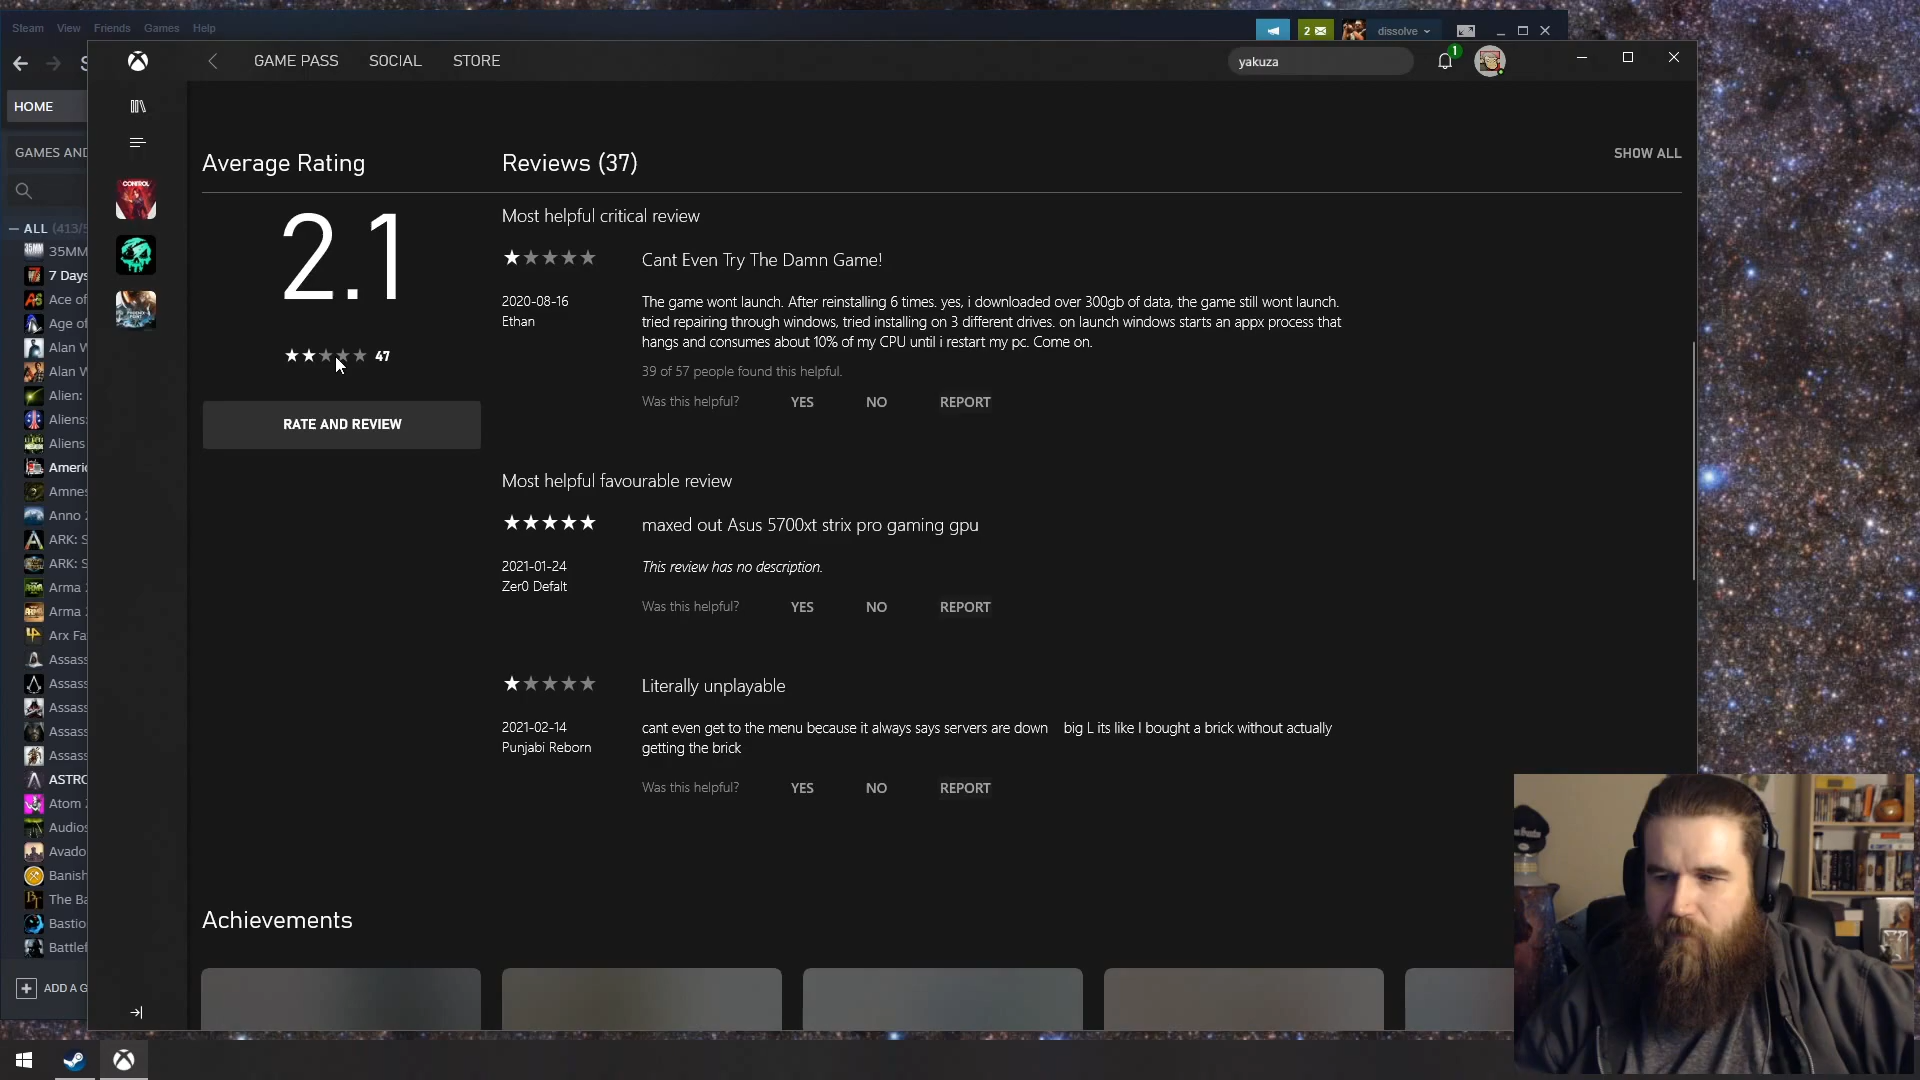 Steam View Friends Games Help
2
dissolve
GAME PASS SOCIAL STORE
yakuza
1
HOME
GAMES AND
CONTROL
Average Rating
Reviews (37)
SHOW ALL
2.1
47
RATE AND REVIEW
Most helpful critical review
Cant Even Try The Damn Game!
2020-08-16
Ethan
The game wont launch. After reinstalling 6 times. yes, i downloaded over 300gb of data, the game still wont launch.
tried repairing through windows, tried installing on 3 different drives. on launch windows starts an appx process that
hangs and consumes about 10% of my CPU until i restart my pc. Come on.
39 of 57 people found this helpful.
Was this helpful? YES NO REPORT
Most helpful favourable review
maxed out Asus 5700xt strix pro gaming gpu
2021-01-24
Zer0 Defalt
This review has no description.
Was this helpful? YES NO REPORT
Literally unplayable
2021-02-14
Punjabi Reborn
cant even get to the menu because it always says servers are down big L its like I bought a brick without actually
getting the brick
Was this helpful? YES NO REPORT
Achievements
ALL (413/5
35MM
7 Days
Ace of
Age of
Alan W
Alan W
Alien:
Aliens:
Aliens
Americ
Amnes
Anno
ARK: S
ARK: S
Arma
Arma
Arx Fa
Assass
Assass
Assass
Assass
Assass
ASTRO
Atom
Audios
Avado
Banish
The Ba
Bastio
Battlef
ADD A G